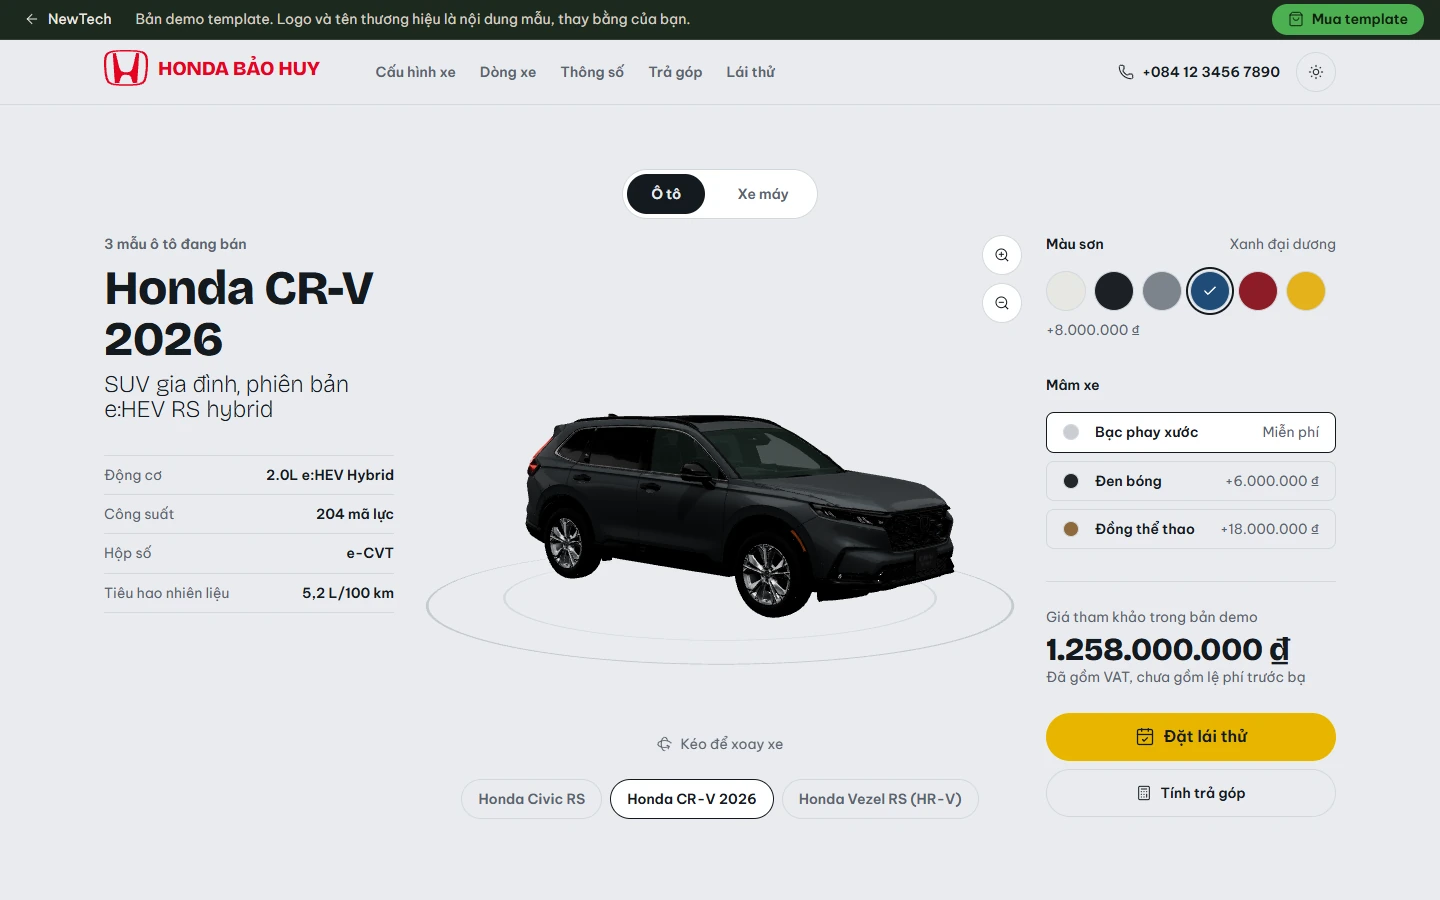 NewTech
Bản demo template. Logo và tên thương hiệu là nội dung mẫu, thay bằng của bạn.
Mua template
HONDA BẢO HUY
Cấu hình xe
Dòng xe
Thông số
Trả góp
Lái thử
+084 12 3456 7890
Ô tô
Xe máy
3 mẫu ô tô đang bán
Honda CR-V
2026
SUV gia đình, phiên bản
e:HEV RS hybrid
Động cơ 2.0L e:HEV Hybrid
Công suất 204 mã lực
Hộp số e-CVT
Tiêu hao nhiên liệu 5,2 L/100 km
Kéo để xoay xe
Honda Civic RS
Honda CR-V 2026
Honda Vezel RS (HR-V)
Màu sơn Xanh đại dương
+8.000.000 ₫
Mâm xe
Bạc phay xước Miễn phí
Đen bóng +6.000.000 ₫
Đồng thể thao +18.000.000 ₫
Giá tham khảo trong bản demo
1.258.000.000 ₫
Đã gồm VAT, chưa gồm lệ phí trước bạ
Đặt lái thử
Tính trả góp